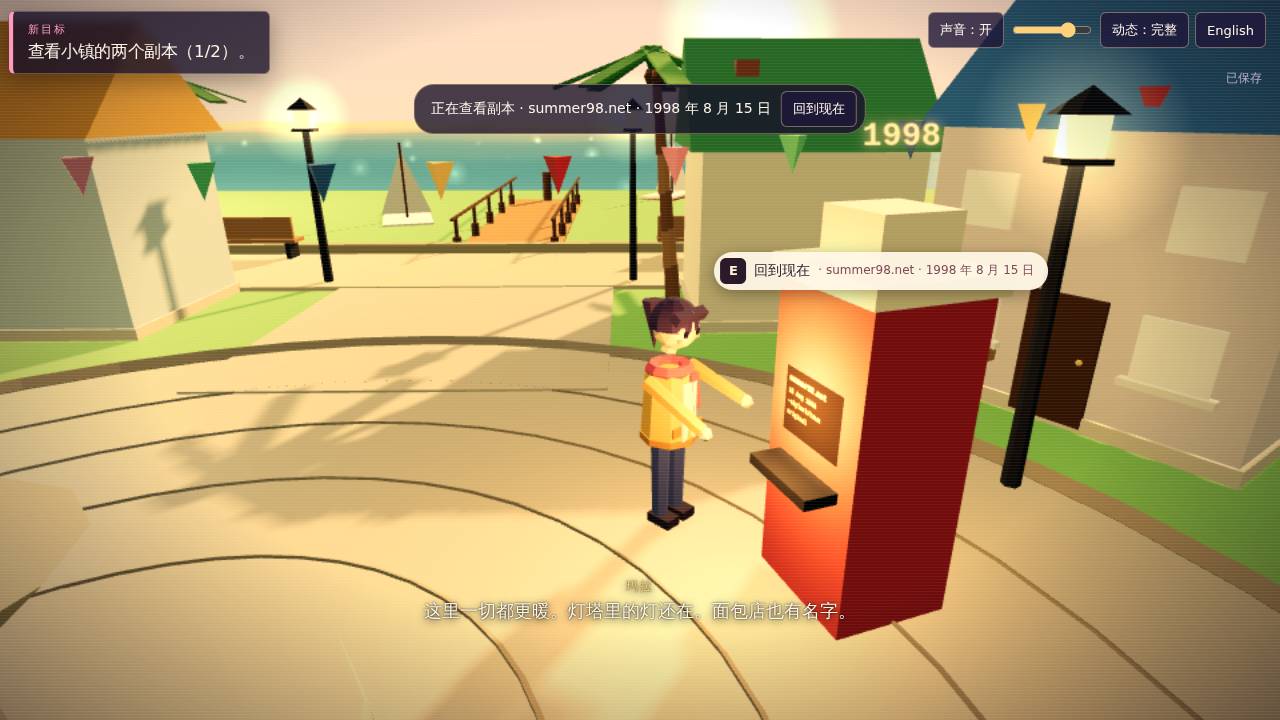 新目标
查看小镇的两个副本（1/2）。
声音：开
动态：完整
English
已保存
正在查看副本 · summer98.net · 1998 年 8 月 15 日
回到现在
1998
E 回到现在 · summer98.net · 1998 年 8 月 15 日
这里一切都更暖。灯塔里的灯还在。面包店也有名字。